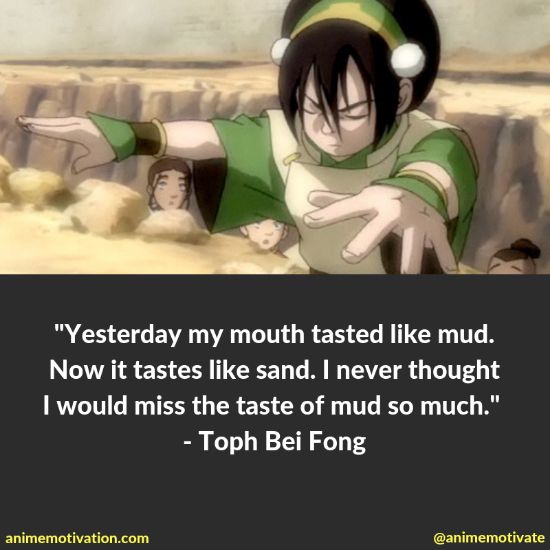 "Yesterday my mouth tasted like mud.
Now it tastes like sand. I never thought
I would miss the taste of mud so much."
- Toph Bei Fong
animemotivation.com
@animemotivate